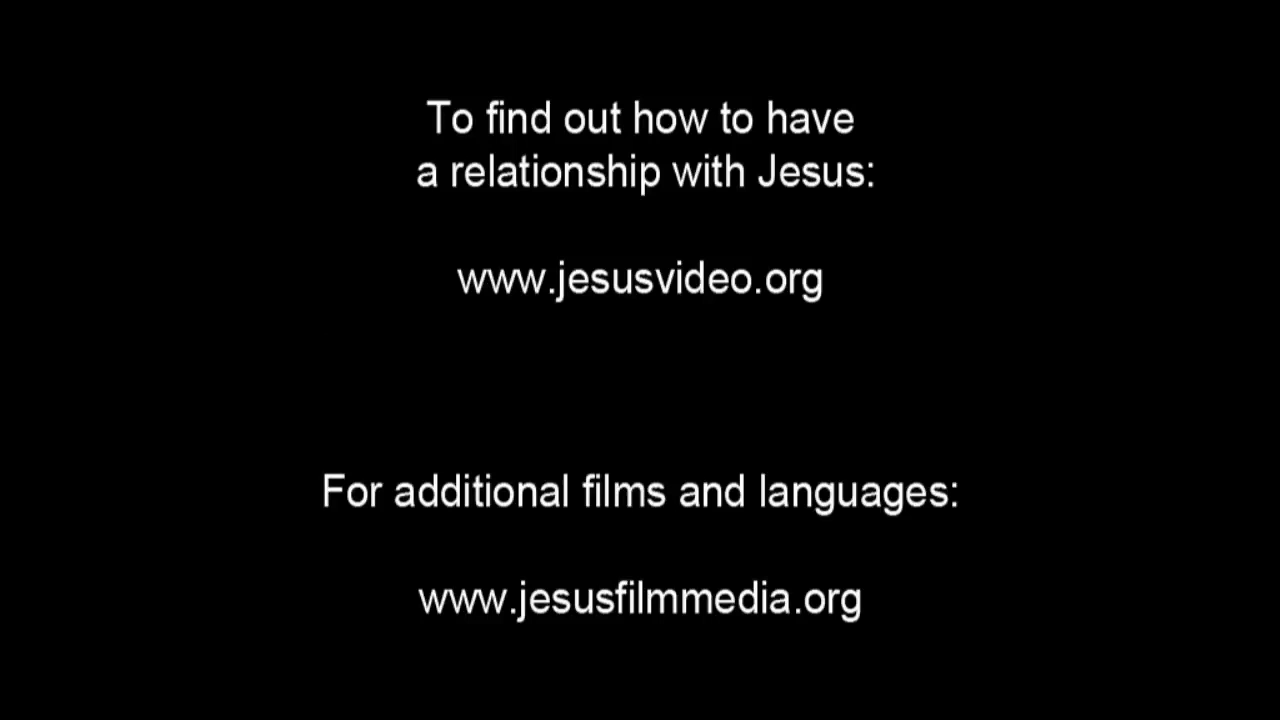 To find out how to have
a relationship with Jesus:
www.jesusvideo.org
For additional films and languages:
www.jesusfilmmedia.org